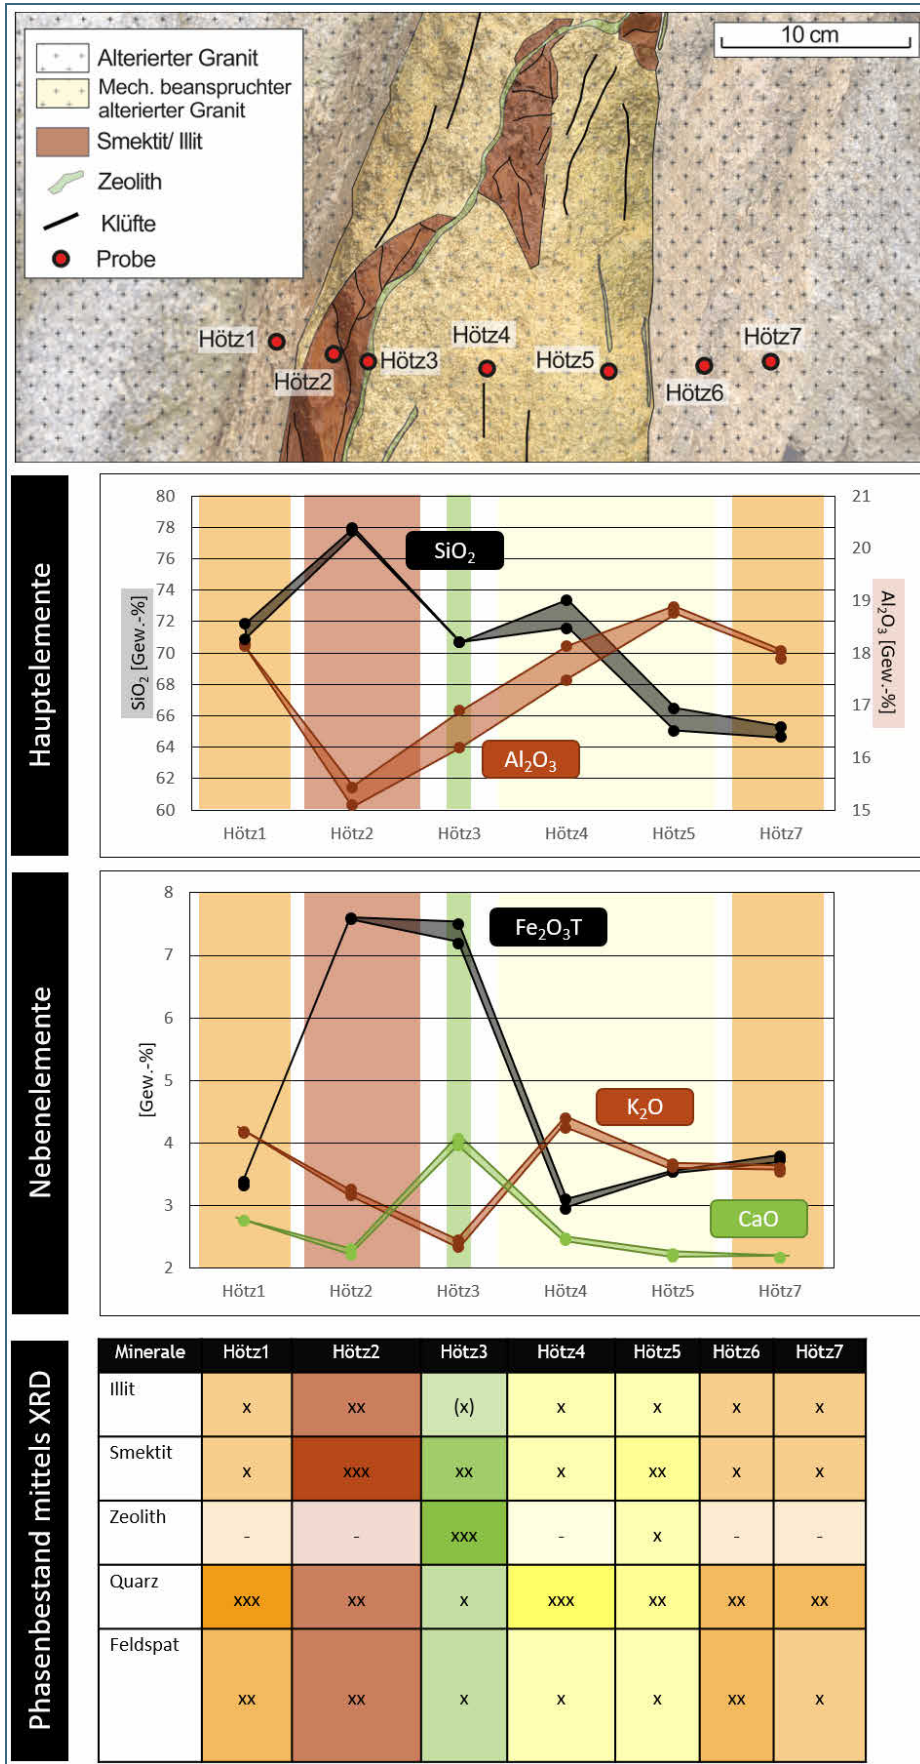 Alterierter Granit
Mech. beanspruchter
alterierter Granit
Smektit/ Illit
Zeolith
Klüfte
Probe
10 cm
Hötz1
Hötz2
Hötz3
Hötz4
Hötz5
Hötz6
Hötz7
Hauptelemente
SiO₂ [Gew.-%]
80
78
76
74
72
70
68
66
64
62
60
SiO₂
Al₂O₃
21
20
19
18
17
16
15
Al₂O₃ [Gew.-%]
Hötz1 Hötz2 Hötz3 Hötz4 Hötz5 Hötz7
Nebenelemente
[Gew.-%]
8
7
6
5
4
3
2
Fe₂O₃T
K₂O
CaO
Hötz1 Hötz2 Hötz3 Hötz4 Hötz5 Hötz7
Phasenbestand mittels XRD
Minerale Hötz1 Hötz2 Hötz3 Hötz4 Hötz5 Hötz6 Hötz7
Illit x xx (x) x x x x
Smektit x xxx xx x xx x x
Zeolith - - xxx - x - -
Quarz xxx xx x xxx xx xx xx
Feldspat xx xx x x x xx x